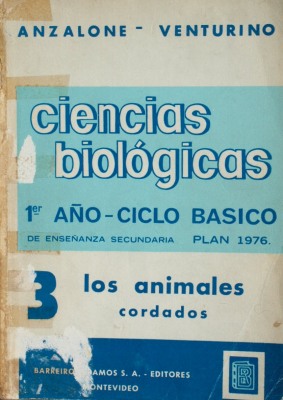 ANZALONE - VENTURINO
ciencias
biológicas
1er AÑO - CICLO BASICO
DE ENSEÑANZA SECUNDARIA PLAN 1976.
3 los animales
cordados
BARREIRO AMOS S. A. - EDITORES
MONTEVIDEO